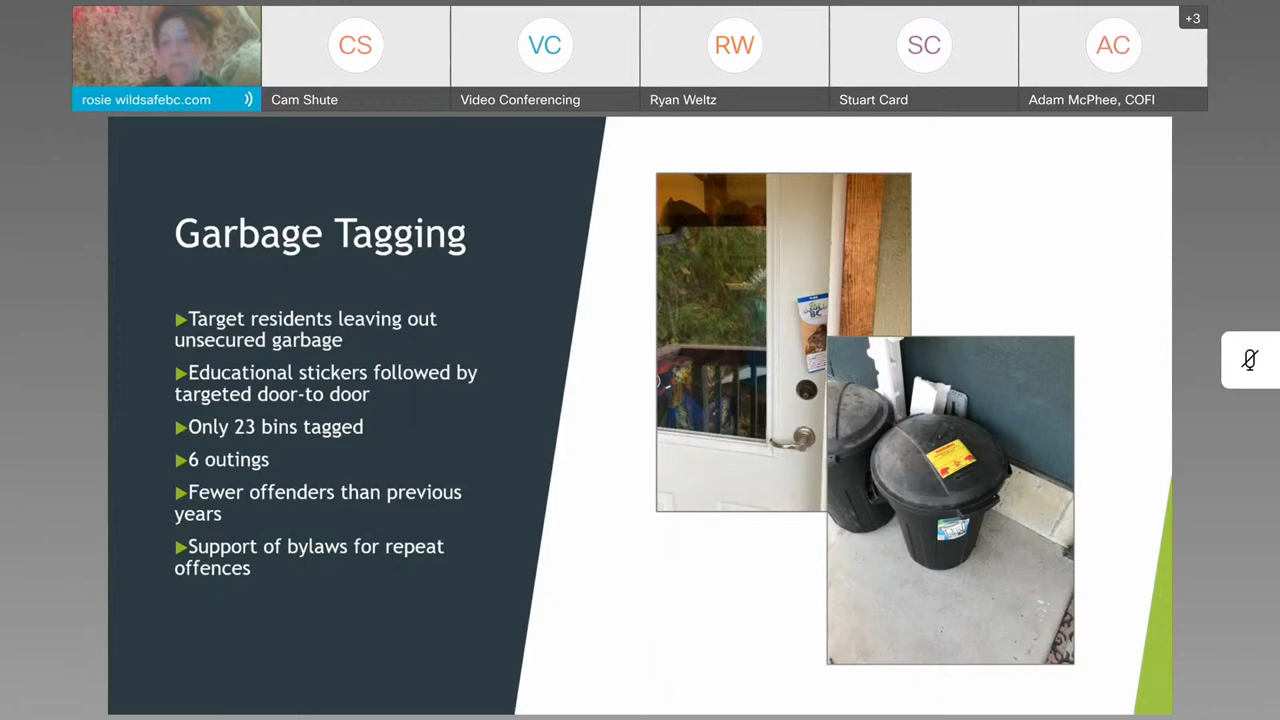 +3
CS
VC
RW
SC
AC
rosie wildsafebc.com
Cam Shute
Video Conferencing
Ryan Weltz
Stuart Card
Adam McPhee, COFI
Garbage Tagging
Target residents leaving out
unsecured garbage
Educational stickers followed by
targeted door-to door
Only 23 bins tagged
6 outings
Fewer offenders than previous
years
Support of bylaws for repeat
offences
BC